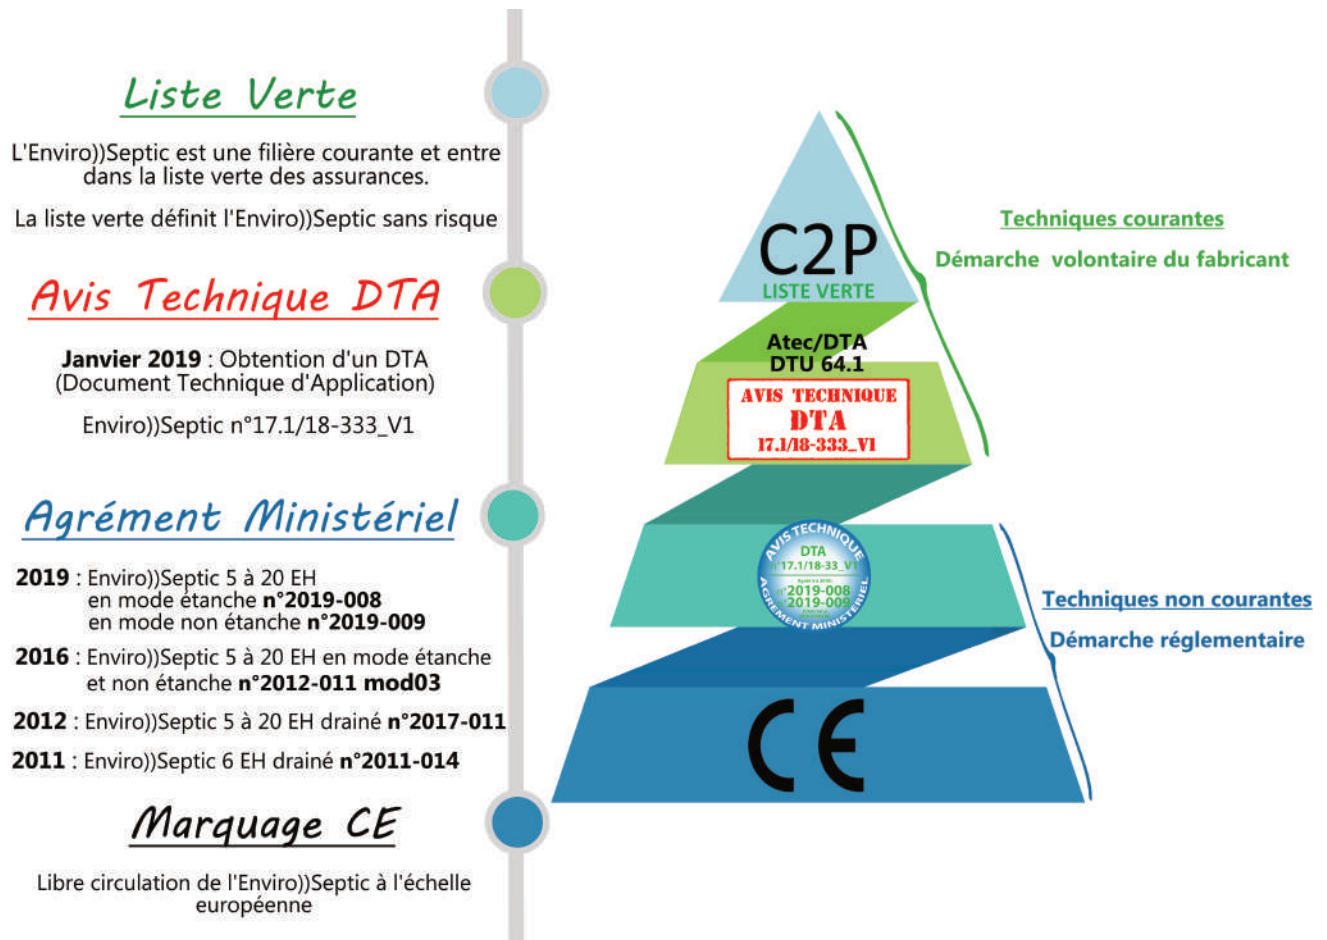 Liste Verte
L'Enviro))Septic est une filière courante et entre
dans la liste verte des assurances.
La liste verte définit l'Enviro))Septic sans risque
Avis Technique DTA
Janvier 2019 : Obtention d'un DTA
(Document Technique d'Application)
Enviro))Septic n°17.1/18-333_V1
Agrément Ministériel
2019 : Enviro))Septic 5 à 20 EH
en mode étanche n°2019-008
en mode non étanche n°2019-009
2016 : Enviro))Septic 5 à 20 EH en mode étanche
et non étanche n°2012-011 mod03
2012 : Enviro))Septic 5 à 20 EH drainé n°2017-011
2011 : Enviro))Septic 6 EH drainé n°2011-014
Marquage CE
Libre circulation de l'Enviro))Septic à l'échelle
européenne
C2P
LISTE VERTE
Atec/DTA
DTU 64.1
AVIS TECHNIQUE
DTA
17.1/18-333_V1
AVIS TECHNIQUE
DTA
n°17.1/18-33_V1
n°2019-008
n°2019-009
AGREMENT MINISTÉRIEL
CE
Techniques courantes
Démarche volontaire du fabricant
Techniques non courantes
Démarche réglementaire